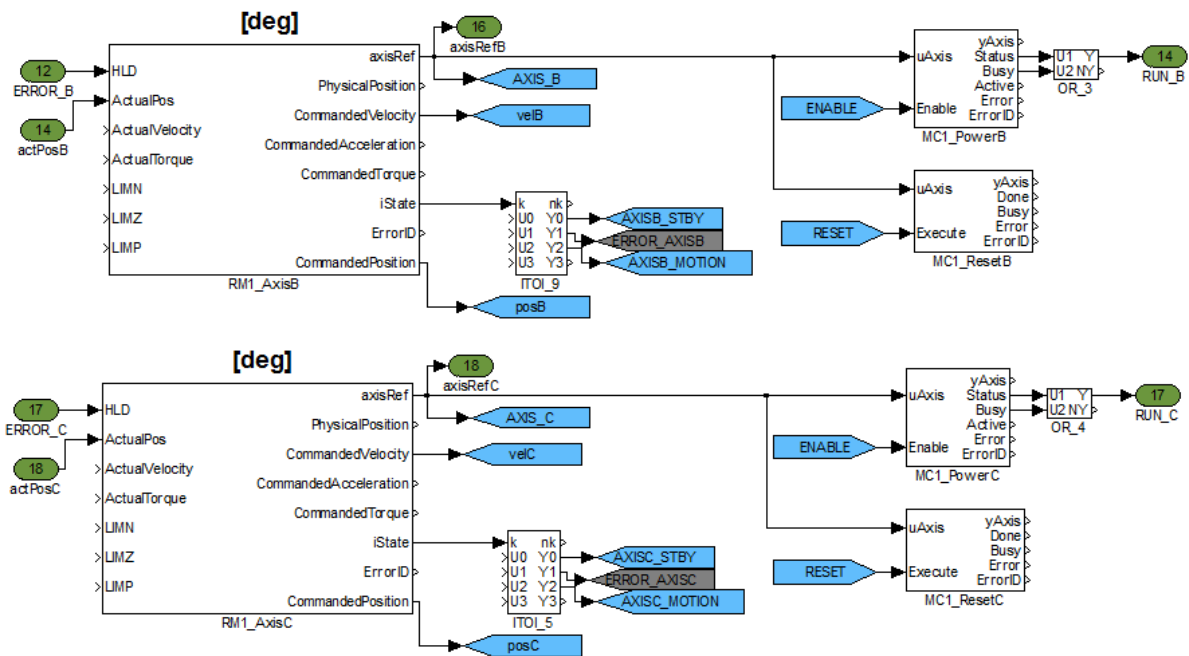 [deg]
16
axisRefB
12
ERROR_B
14
actPosB
HLD
ActualPos
ActualVelocity
ActualTorque
LIMN
LIMZ
LIMP
axisRef
PhysicalPosition
CommandedVelocity
CommandedAcceleration
CommandedTorque
iState
ErrorID
CommandedPosition
RM1_AxisB
AXIS_B
velB
k nk
U0 Y0
U1 Y1
U2 Y2
U3 Y3
ITOI_9
AXISB_STBY
ERROR_AXISB
AXISB_MOTION
posB
ENABLE
uAxis
Enable
yAxis
Status
Busy
Active
Error
ErrorID
MC1_PowerB
U1 Y
U2 NY
OR_3
14
RUN_B
RESET
uAxis
Execute
yAxis
Done
Busy
Error
ErrorID
MC1_ResetB
[deg]
18
axisRefC
17
ERROR_C
18
actPosC
HLD
ActualPos
ActualVelocity
ActualTorque
LIMN
LIMZ
LIMP
axisRef
PhysicalPosition
CommandedVelocity
CommandedAcceleration
CommandedTorque
iState
ErrorID
CommandedPosition
RM1_AxisC
AXIS_C
velC
k nk
U0 Y0
U1 Y1
U2 Y2
U3 Y3
ITOI_5
AXISC_STBY
ERROR_AXISC
AXISC_MOTION
posC
ENABLE
uAxis
Enable
yAxis
Status
Busy
Active
Error
ErrorID
MC1_PowerC
U1 Y
U2 NY
OR_4
17
RUN_C
RESET
uAxis
Execute
yAxis
Done
Busy
Error
ErrorID
MC1_ResetC